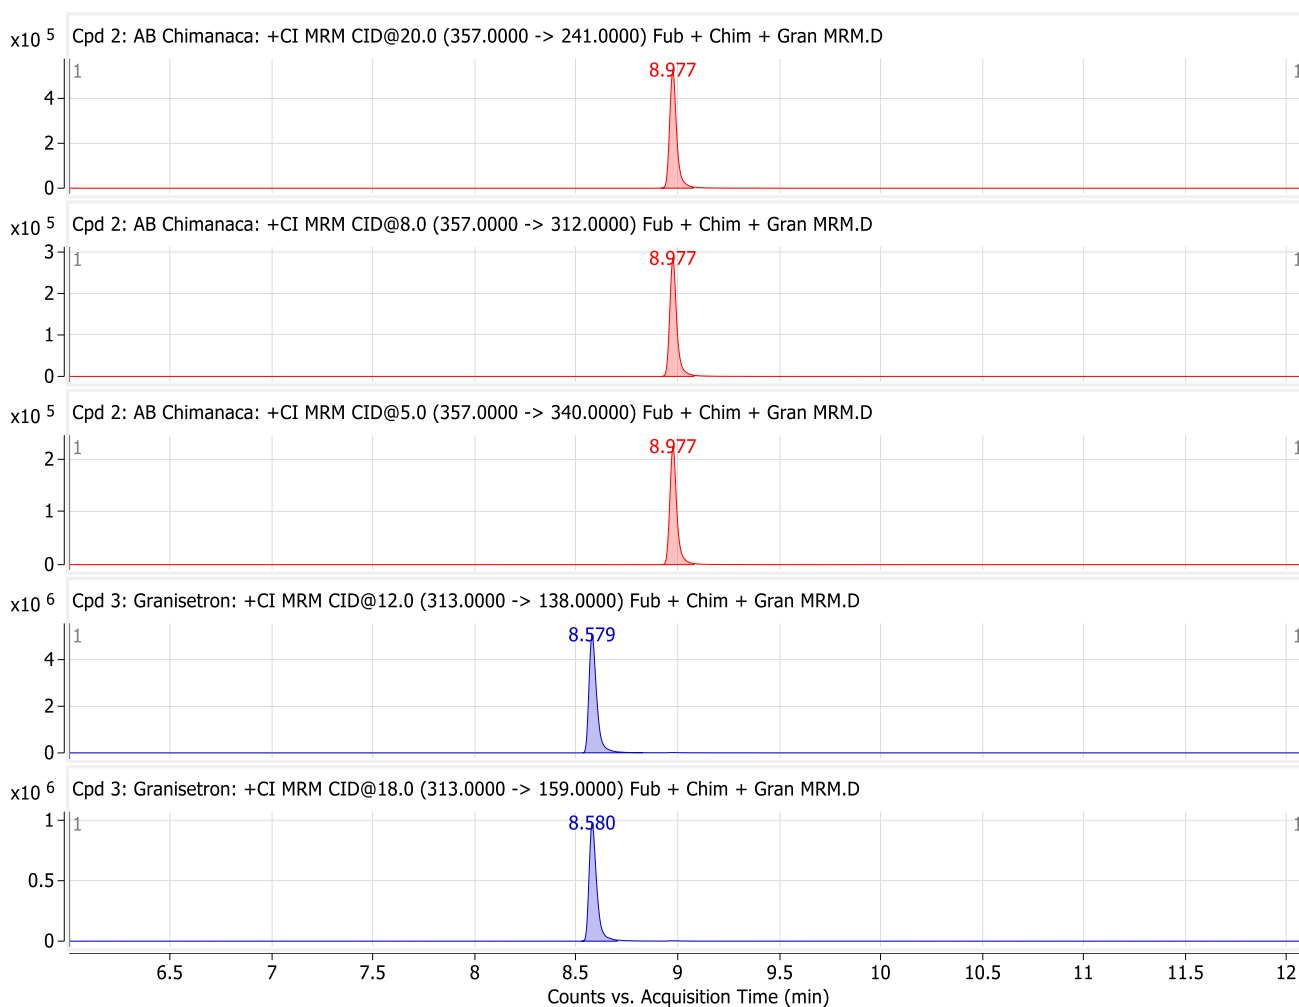 x10 5 Cpd 2: AB Chimanaca: +CI MRM CID@20.0 (357.0000 -> 241.0000) Fub + Chim + Gran MRM.D
1 8.977 1
4
2
0
x10 5 Cpd 2: AB Chimanaca: +CI MRM CID@8.0 (357.0000 -> 312.0000) Fub + Chim + Gran MRM.D
3
1 8.977 1
2
1
0
x10 5 Cpd 2: AB Chimanaca: +CI MRM CID@5.0 (357.0000 -> 340.0000) Fub + Chim + Gran MRM.D
1 8.977 1
2
1
0
x10 6 Cpd 3: Granisetron: +CI MRM CID@12.0 (313.0000 -> 138.0000) Fub + Chim + Gran MRM.D
1 8.579 1
4
2
0
x10 6 Cpd 3: Granisetron: +CI MRM CID@18.0 (313.0000 -> 159.0000) Fub + Chim + Gran MRM.D
1 1 8.580 1
0.5
0
6.5 7 7.5 8 8.5 9 9.5 10 10.5 11 11.5 12
Counts vs. Acquisition Time (min)